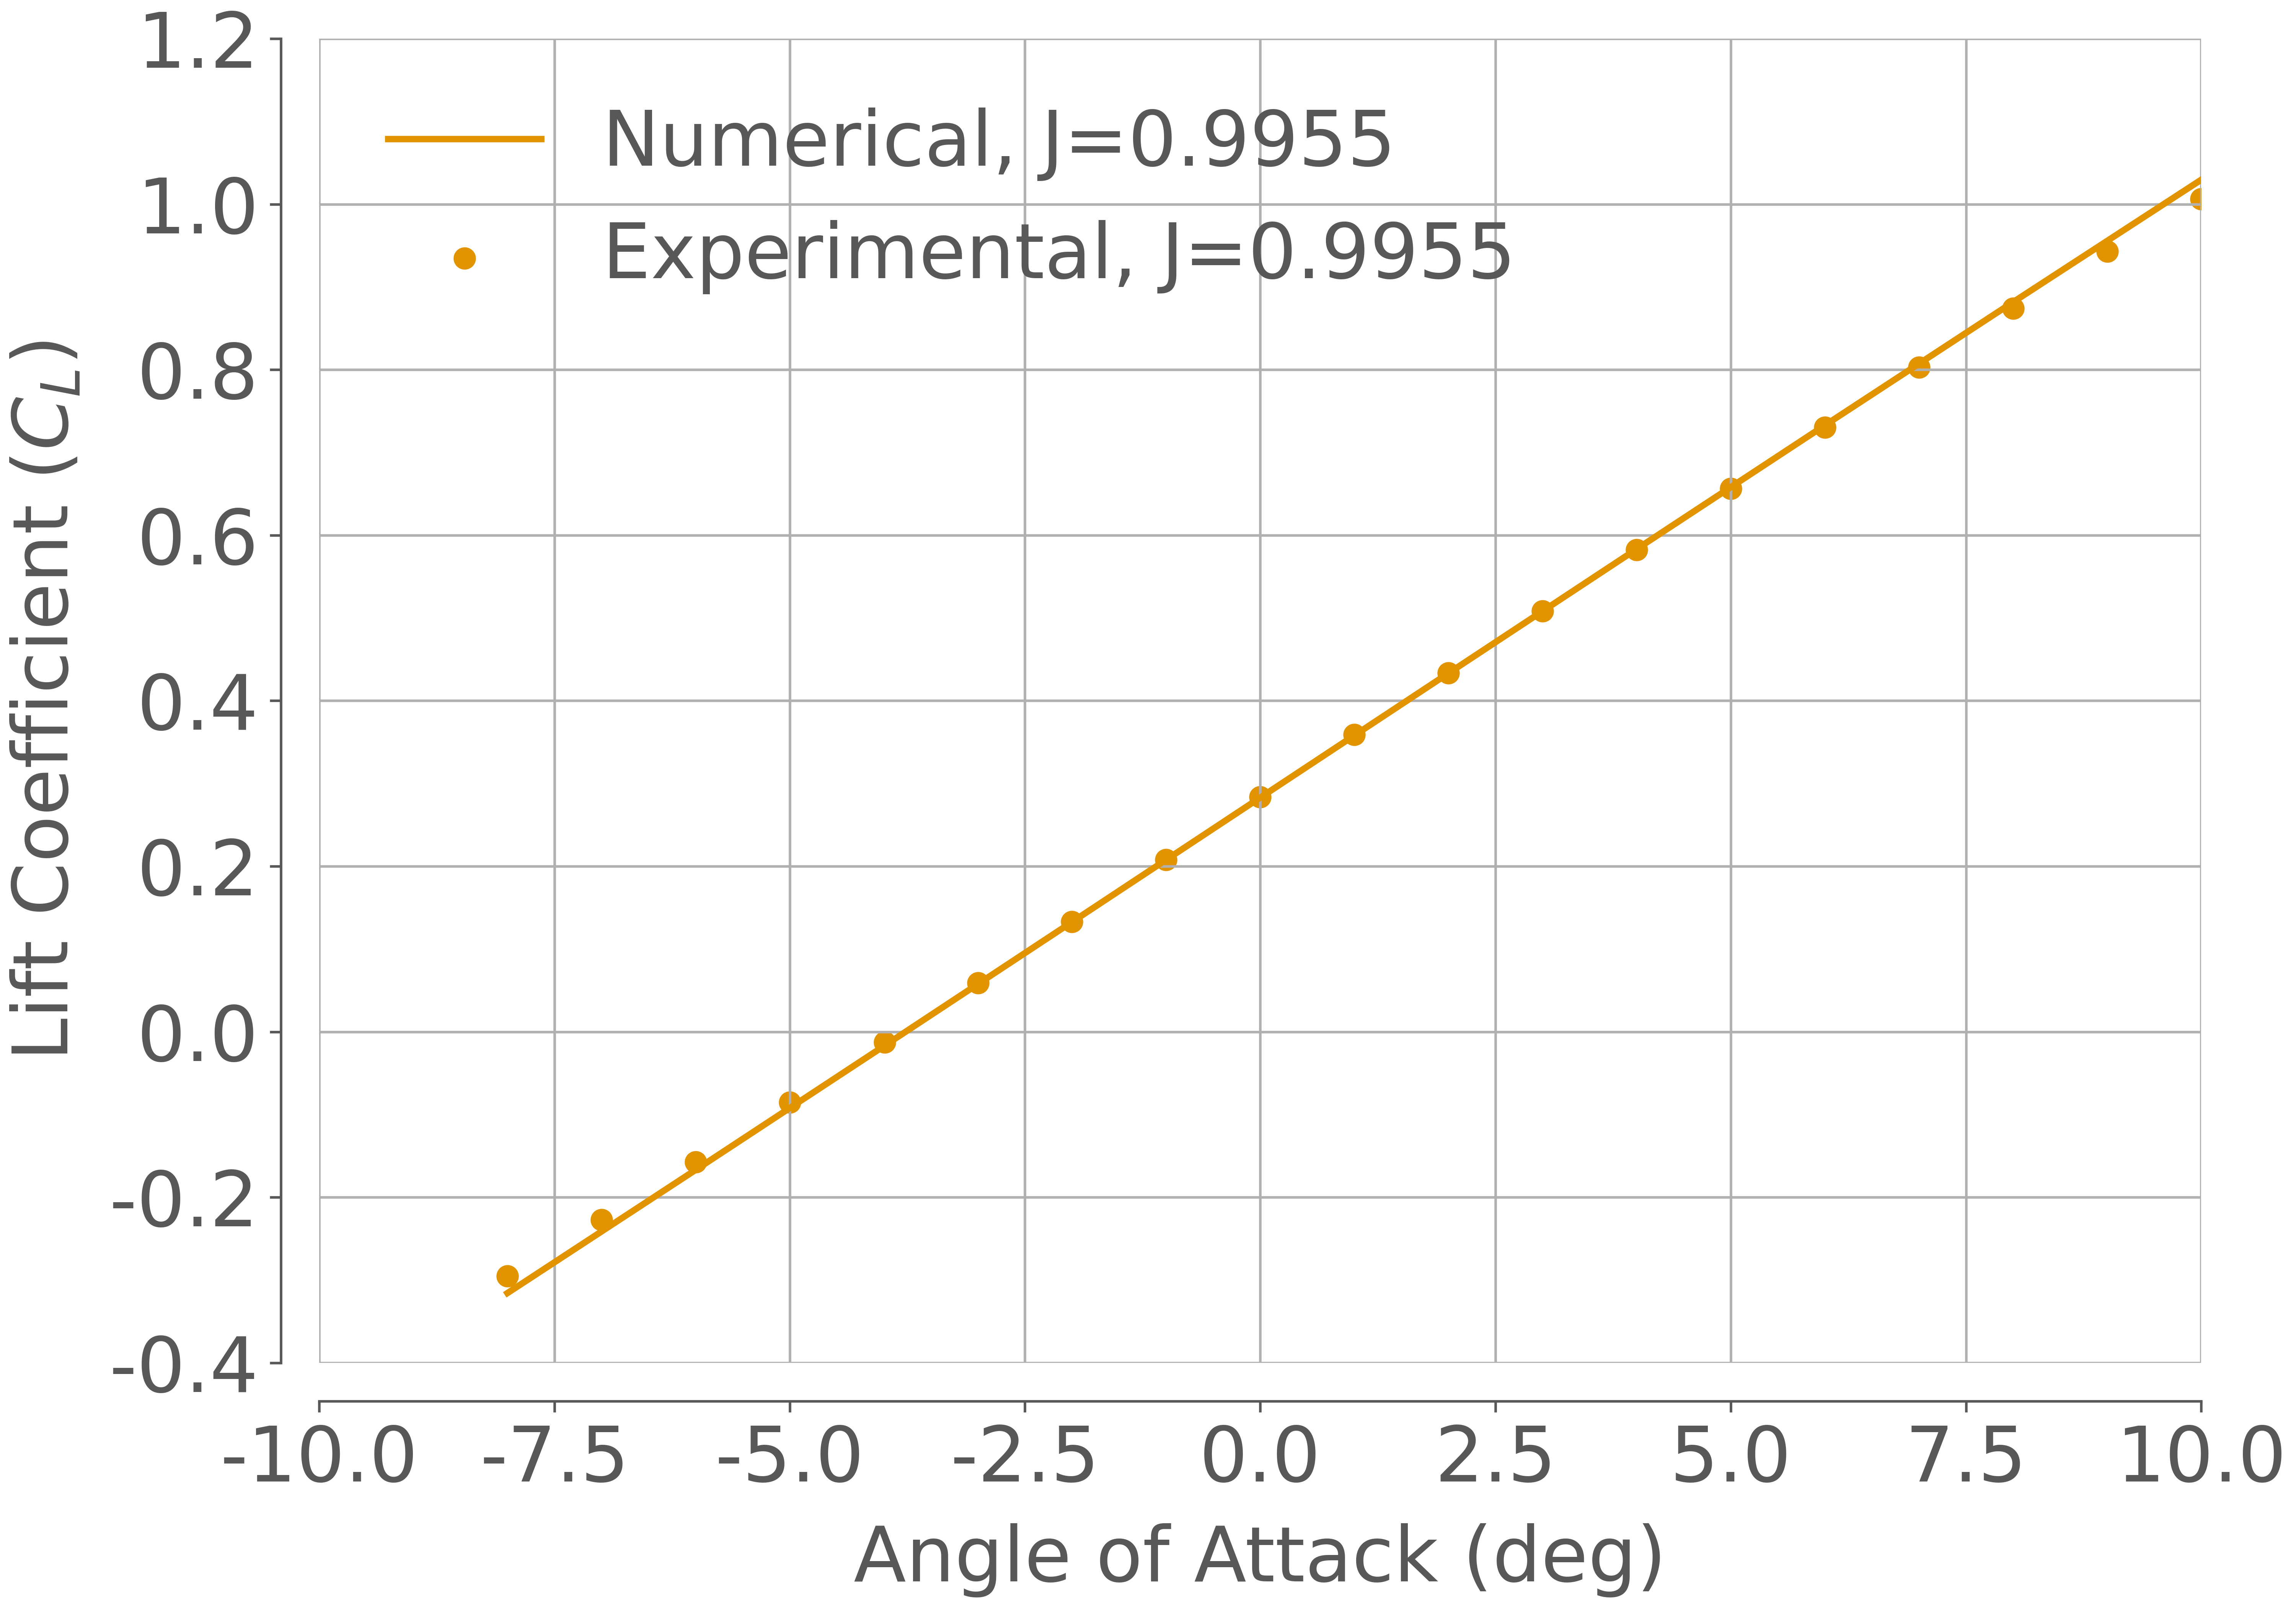 Numerical, J=0.9955
Experimental, J=0.9955
Lift Coefficient (C_L)
1.2
1.0
0.8
0.6
0.4
0.2
0.0
-0.2
-0.4
-10.0 -7.5 -5.0 -2.5 0.0 2.5 5.0 7.5 10.0
Angle of Attack (deg)